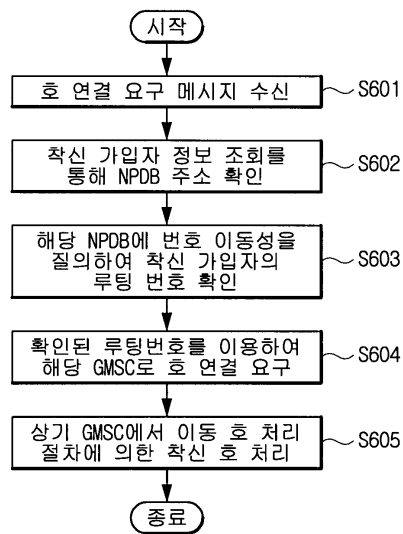 시작
호 연결 요구 메시지 수신
S601
착신 가입자 정보 조회를
통해 NPDB 주소 확인
S602
해당 NPDB에 번호 이동성을
질의하여 착신 가입자의
루팅 번호 확인
S603
확인된 루팅번호를 이용하여
해당 GMSC로 호 연결 요구
S604
상기 GMSC에서 이동 호 처리
절차에 의한 착신 호 처리
S605
종료